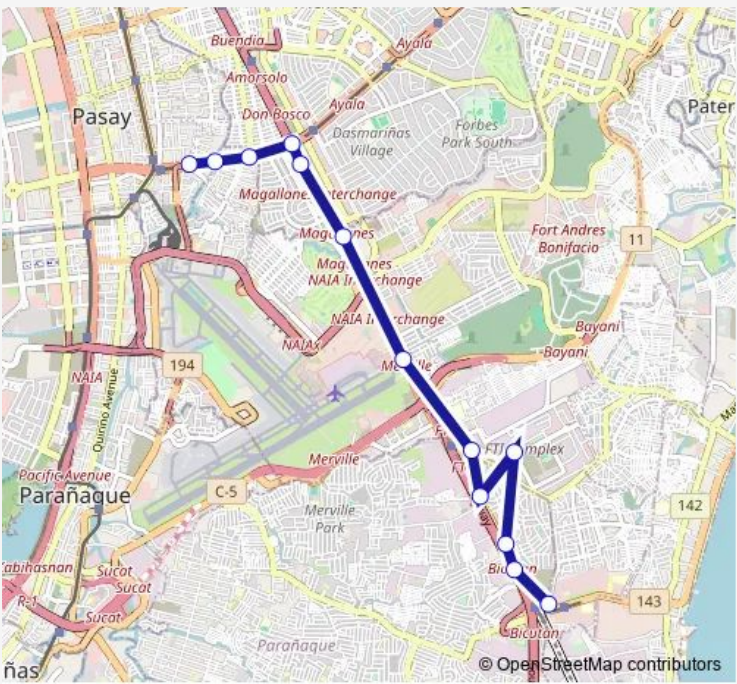 Buendia
Ayala
Amorsolo
Ayala
Pasay
Don Bosco
Pater
Dasmariñas
Village
Forbes
Park South
Magallanes Interchange
Fort Andres
Bonifacio
11
Magallanes
Magallanes
NAIA Interchange
NAIA Interchange
Bayani
NAIAx
Bayani
194
Merville
NAIA
Quirino Avenue
FTI Complex
Merville
Pacific Avenue
C-5
Parañaque
142
Merville
Park
Cabihasnan
Sucat
Bicutan
Sucat
R-1
143
Sucat
Bicutan
Parañaque
ñas
© OpenStreetMap contributors